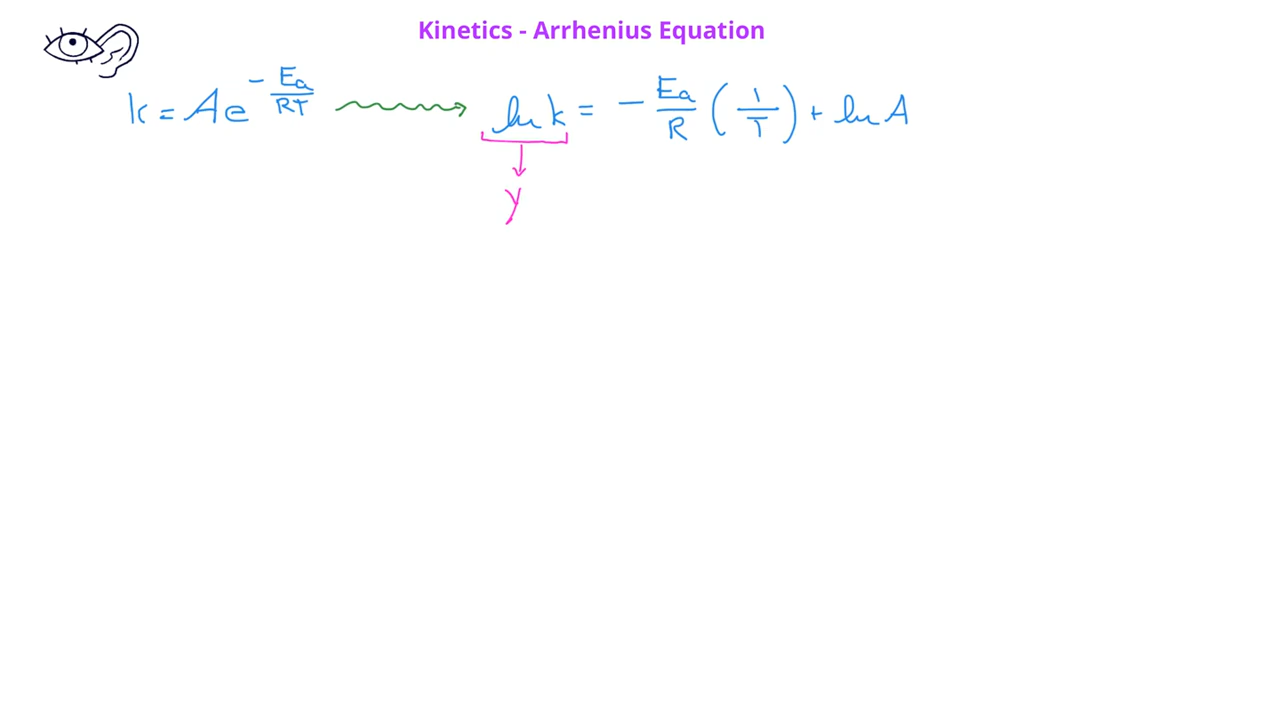 Kinetics - Arrhenius Equation
k = Ae^(-Ea/RT) ⟿ ln k = - Ea/R (1/T) + ln A
y